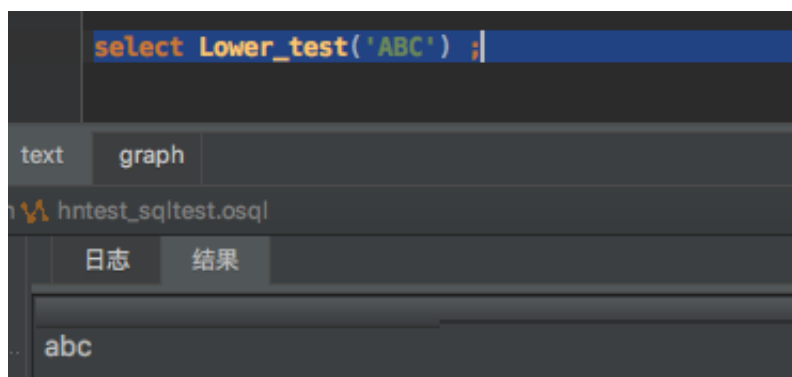 select Lower_test('ABC') ;
text graph
hntest_sqltest.osql
日志 结果
abc